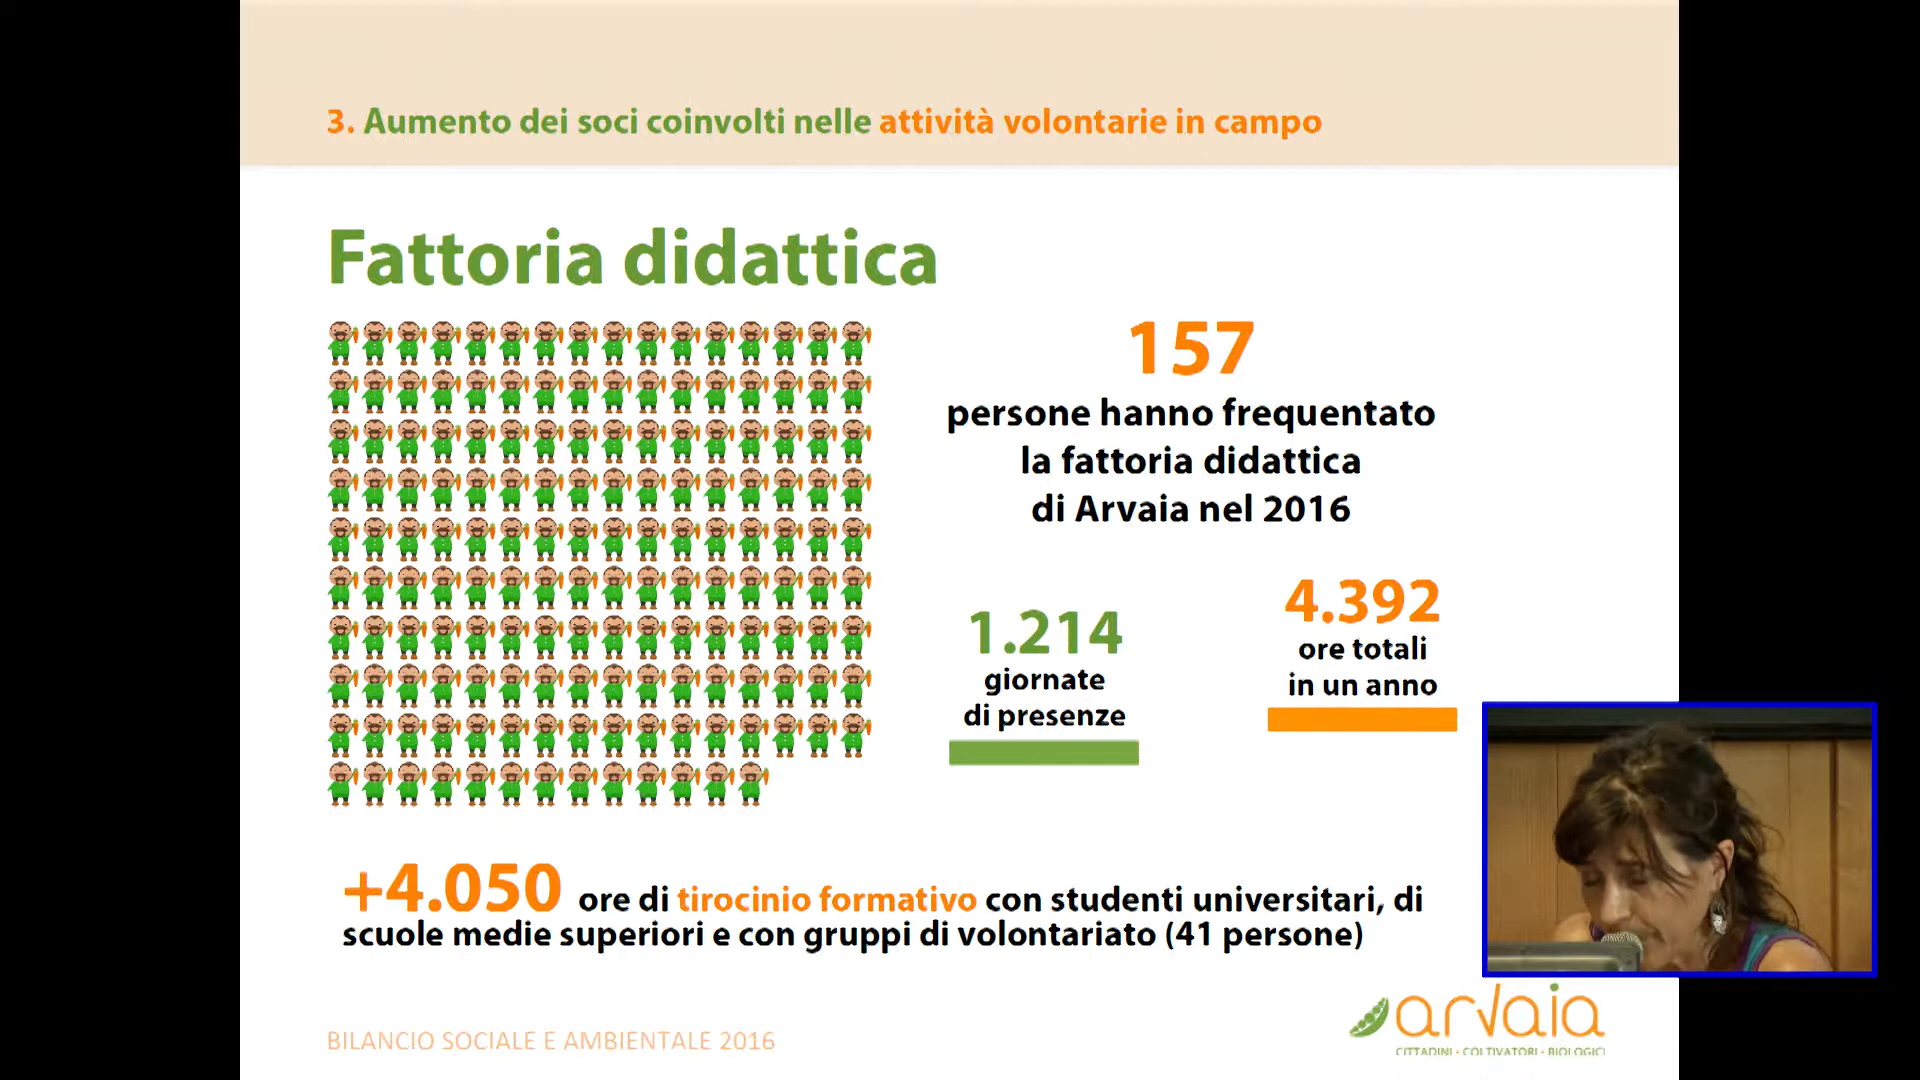 3. Aumento dei soci coinvolti nelle attività volontarie in campo
Fattoria didattica
157
persone hanno frequentato
la fattoria didattica
di Arvaia nel 2016
1.214
giornate
di presenze
4.392
ore totali
in un anno
+4.050 ore di tirocinio formativo con studenti universitari, di
scuole medie superiori e con gruppi di volontariato (41 persone)
BILANCIO SOCIALE E AMBIENTALE 2016
arvaia
CITTADINI · COLTIVATORI · BIOLOGICI